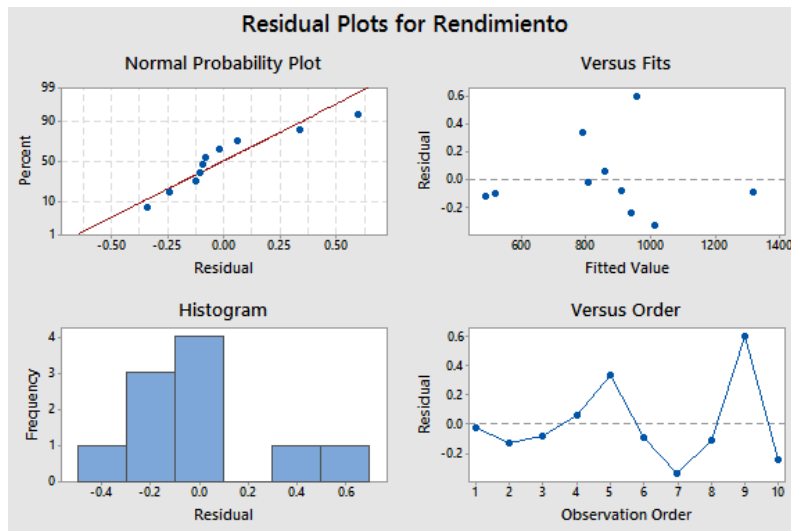 Residual Plots for Rendimiento
Normal Probability Plot
99
90
50
10
1
Percent
-0.50 -0.25 0.00 0.25 0.50
Residual
Versus Fits
0.6
0.4
0.2
0.0
-0.2
Residual
600 800 1000 1200 1400
Fitted Value
Histogram
4
3
2
1
0
Frequency
-0.4 -0.2 0.0 0.2 0.4 0.6
Residual
Versus Order
0.6
0.4
0.2
0.0
-0.2
Residual
1 2 3 4 5 6 7 8 9 10
Observation Order